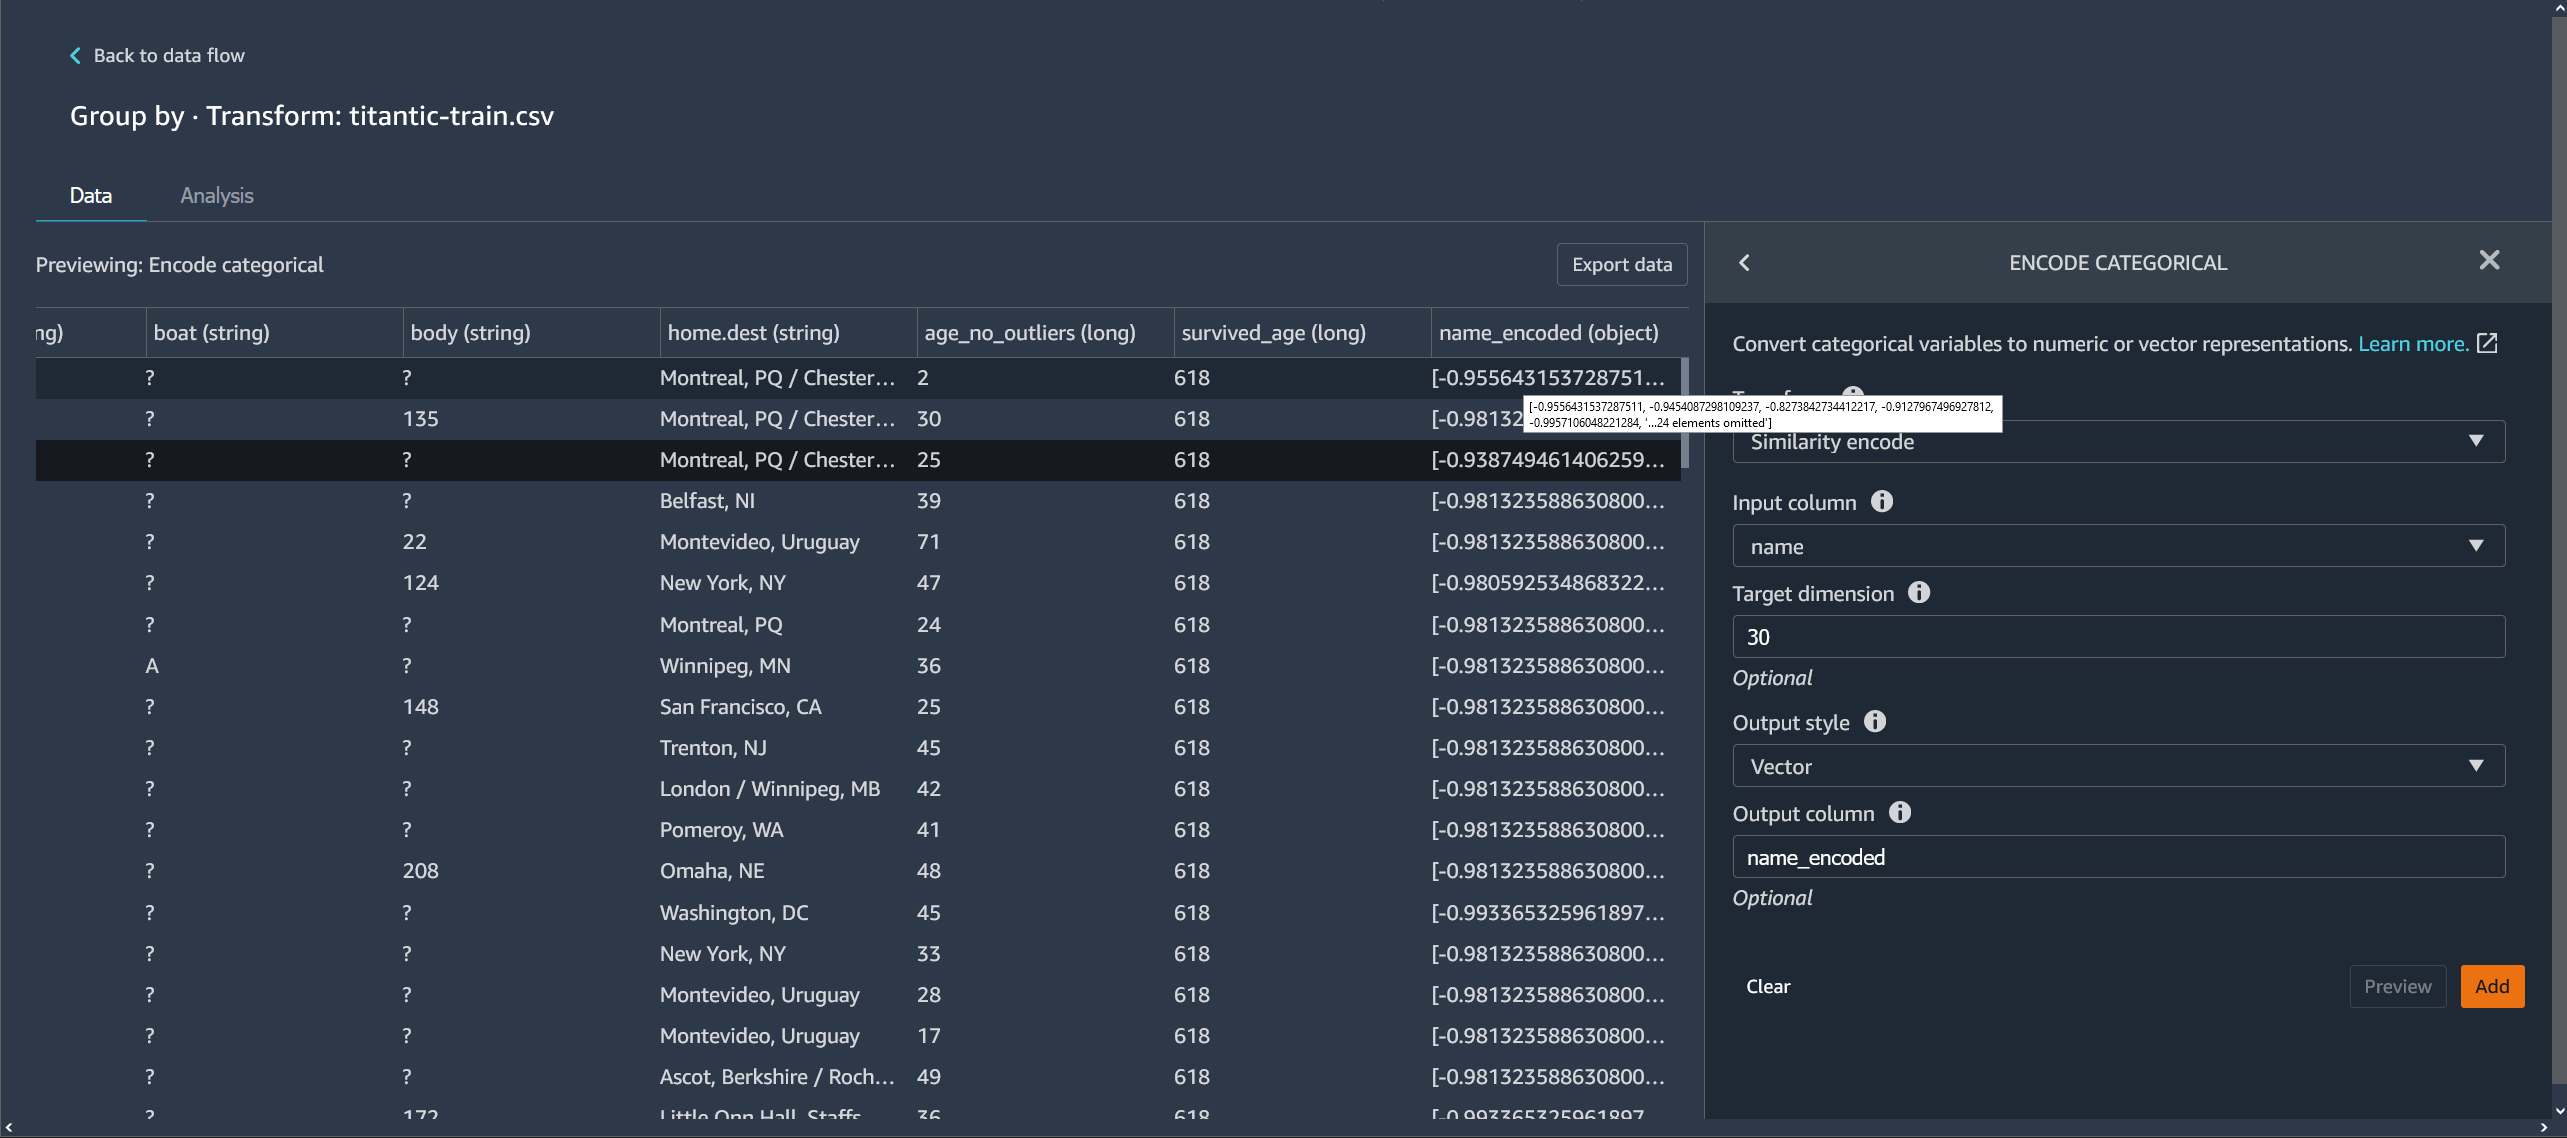 Back to data flow
Group by · Transform: titantic-train.csv
Data Analysis
Previewing: Encode categorical
Export data
ng) boat (string) body (string) home.dest (string) age_no_outliers (long) survived_age (long) name_encoded (object)
? ? Montreal, PQ / Chester... 2 618 [-0.955643153728751...
? 135 Montreal, PQ / Chester... 30 618 [-0.98132
[-0.9556431537287511, -0.9454087298109237, -0.8273842734412217, -0.9127967496927812,
-0.9957106048221284, '...24 elements omitted']
? ? Montreal, PQ / Chester... 25 618 [-0.938749461406259...
? ? Belfast, NI 39 618 [-0.981323588630800...
? 22 Montevideo, Uruguay 71 618 [-0.981323588630800...
? 124 New York, NY 47 618 [-0.980592534868322...
? ? Montreal, PQ 24 618 [-0.981323588630800...
A ? Winnipeg, MN 36 618 [-0.981323588630800...
? 148 San Francisco, CA 25 618 [-0.981323588630800...
? ? Trenton, NJ 45 618 [-0.981323588630800...
? ? London / Winnipeg, MB 42 618 [-0.981323588630800...
? ? Pomeroy, WA 41 618 [-0.981323588630800...
? 208 Omaha, NE 48 618 [-0.981323588630800...
? ? Washington, DC 45 618 [-0.993365325961897...
? ? New York, NY 33 618 [-0.981323588630800...
? ? Montevideo, Uruguay 28 618 [-0.981323588630800...
? ? Montevideo, Uruguay 17 618 [-0.981323588630800...
? ? Ascot, Berkshire / Roch... 49 618 [-0.981323588630800...
? 172 Little Onn Hall, Staffs 36 618 [-0.993365325961897
ENCODE CATEGORICAL
Convert categorical variables to numeric or vector representations. Learn more.
Similarity encode
Input column
name
Target dimension
30
Optional
Output style
Vector
Output column
name_encoded
Optional
Clear
Preview
Add